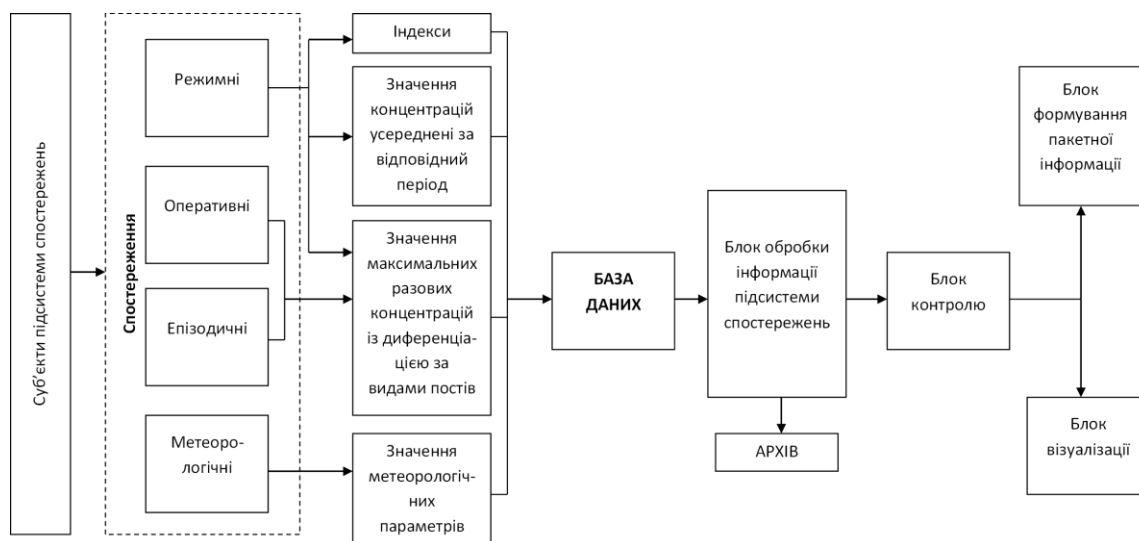 Суб'єкти підсистеми спостережень
Спостереження
Режимні
Оперативні
Епізодичні
Метеоро-
логічні
Індекси
Значення
концентрацій
усереднені за
відповідний
період
Значення
максимальних
разових
концентрацій
із диференціа-
цією за
видами постів
Значення
метеорологіч-
них
параметрів
БАЗА
ДАНИХ
Блок обробки
інформації
підсистеми
спостережень
АРХІВ
Блок
контролю
Блок
формування
пакетної
інформації
Блок
візуалізації